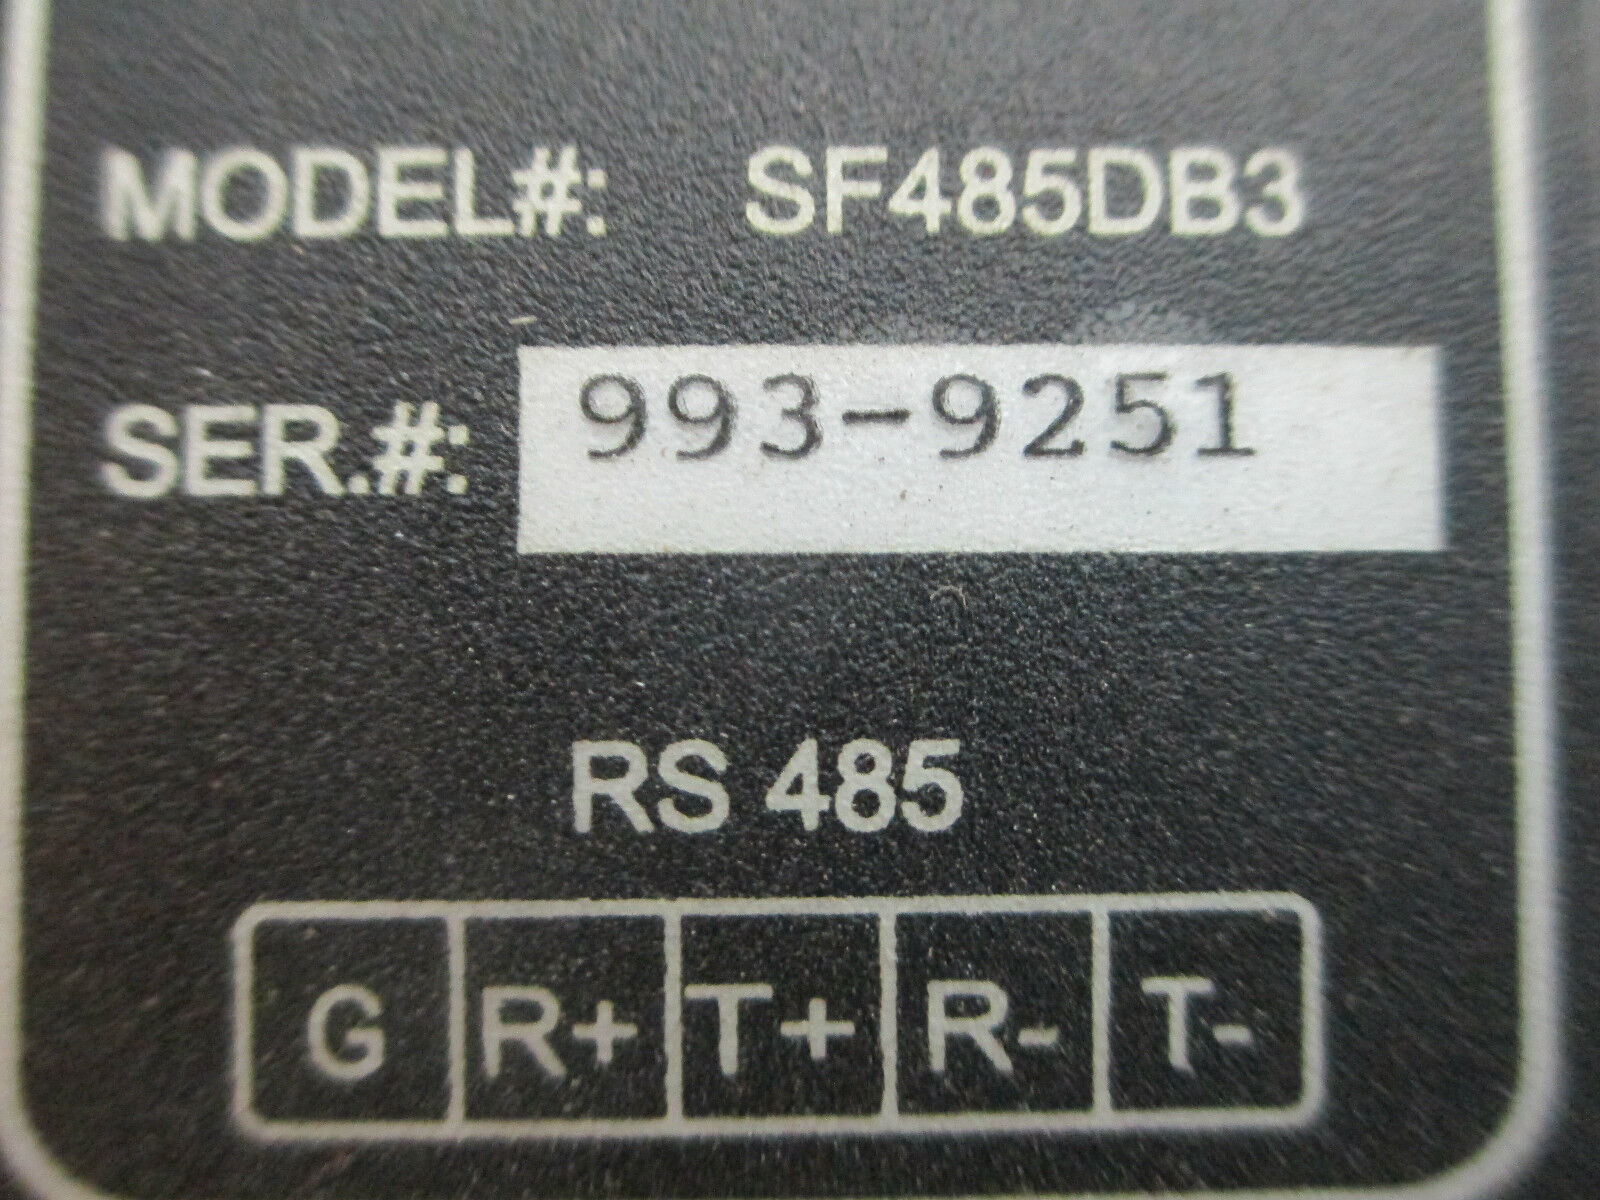 MODEL#: SF485DB3
SER.#: 993-9251
RS 485
G R+ T+ R- T-